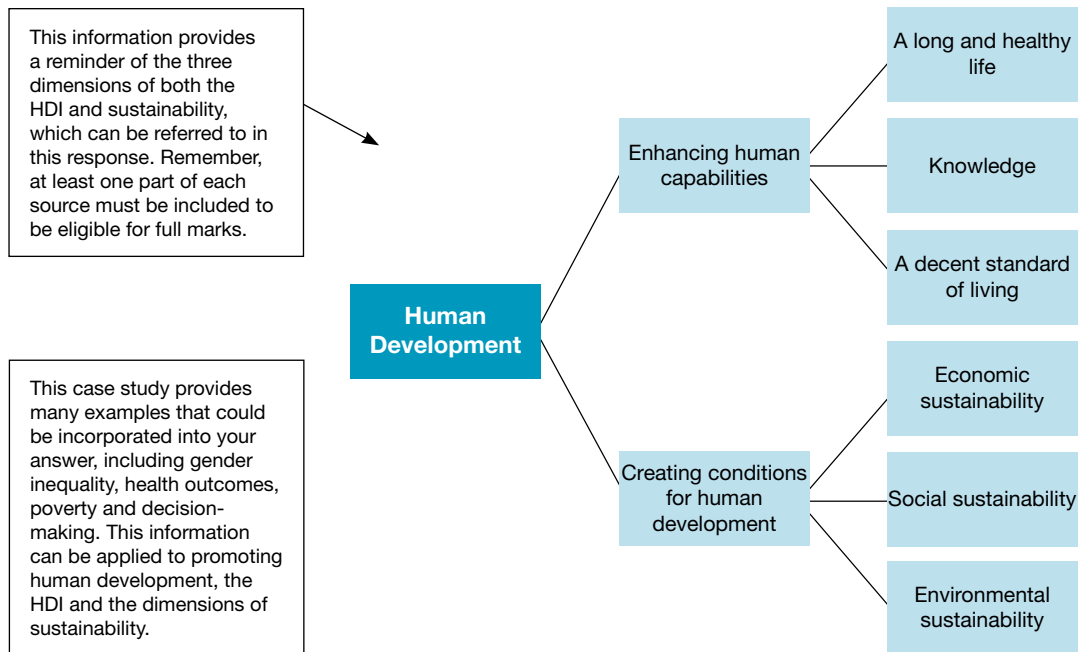 This information provides
a reminder of the three
dimensions of both the
HDI and sustainability,
which can be referred to in
this response. Remember,
at least one part of each
source must be included to
be eligible for full marks.
This case study provides
many examples that could
be incorporated into your
answer, including gender
inequality, health outcomes,
poverty and decision-
making. This information
can be applied to promoting
human development, the
HDI and the dimensions of
sustainability.
Human
Development
Enhancing human
capabilities
A long and healthy
life
Knowledge
A decent standard
of living
Creating conditions
for human
development
Economic
sustainability
Social sustainability
Environmental
sustainability